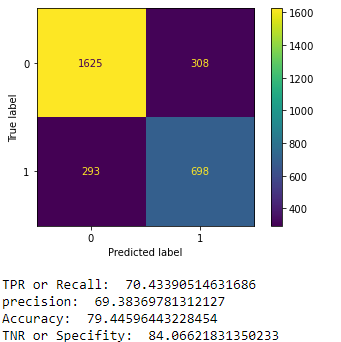 1600
1400
1200
1000
800
600
400
0
1625
308
True label
1
293
698
0
1
Predicted label
TPR or Recall:  70.43390514631686
precision:  69.38369781312127
Accuracy:  79.44596443228454
TNR or Specifity:  84.06621831350233